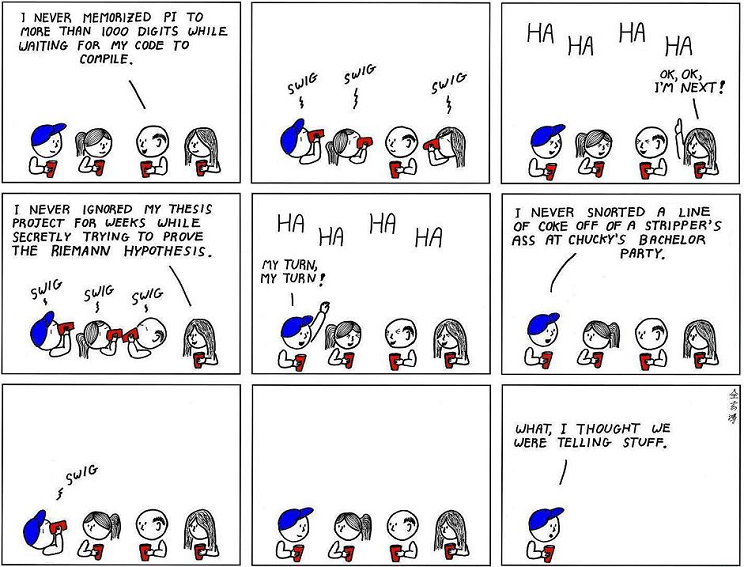 I NEVER MEMORIZED PI TO
MORE THAN 1000 DIGITS WHILE
WAITING FOR MY CODE TO
COMPILE.
SWIG
SWIG
SWIG
HA
HA
HA
HA
OK, OK,
I'M NEXT!
I NEVER IGNORED MY THESIS
PROJECT FOR WEEKS WHILE
SECRETLY TRYING TO PROVE
THE RIEMANN HYPOTHESIS.
SWIG
SWIG
SWIG
HA
HA
HA
HA
MY TURN,
MY TURN!
I NEVER SNORTED A LINE
OF COKE OFF OF A STRIPPER'S
ASS AT CHUCKY'S BACHELOR
PARTY.
SWIG
WHAT, I THOUGHT WE
WERE TELLING STUFF.